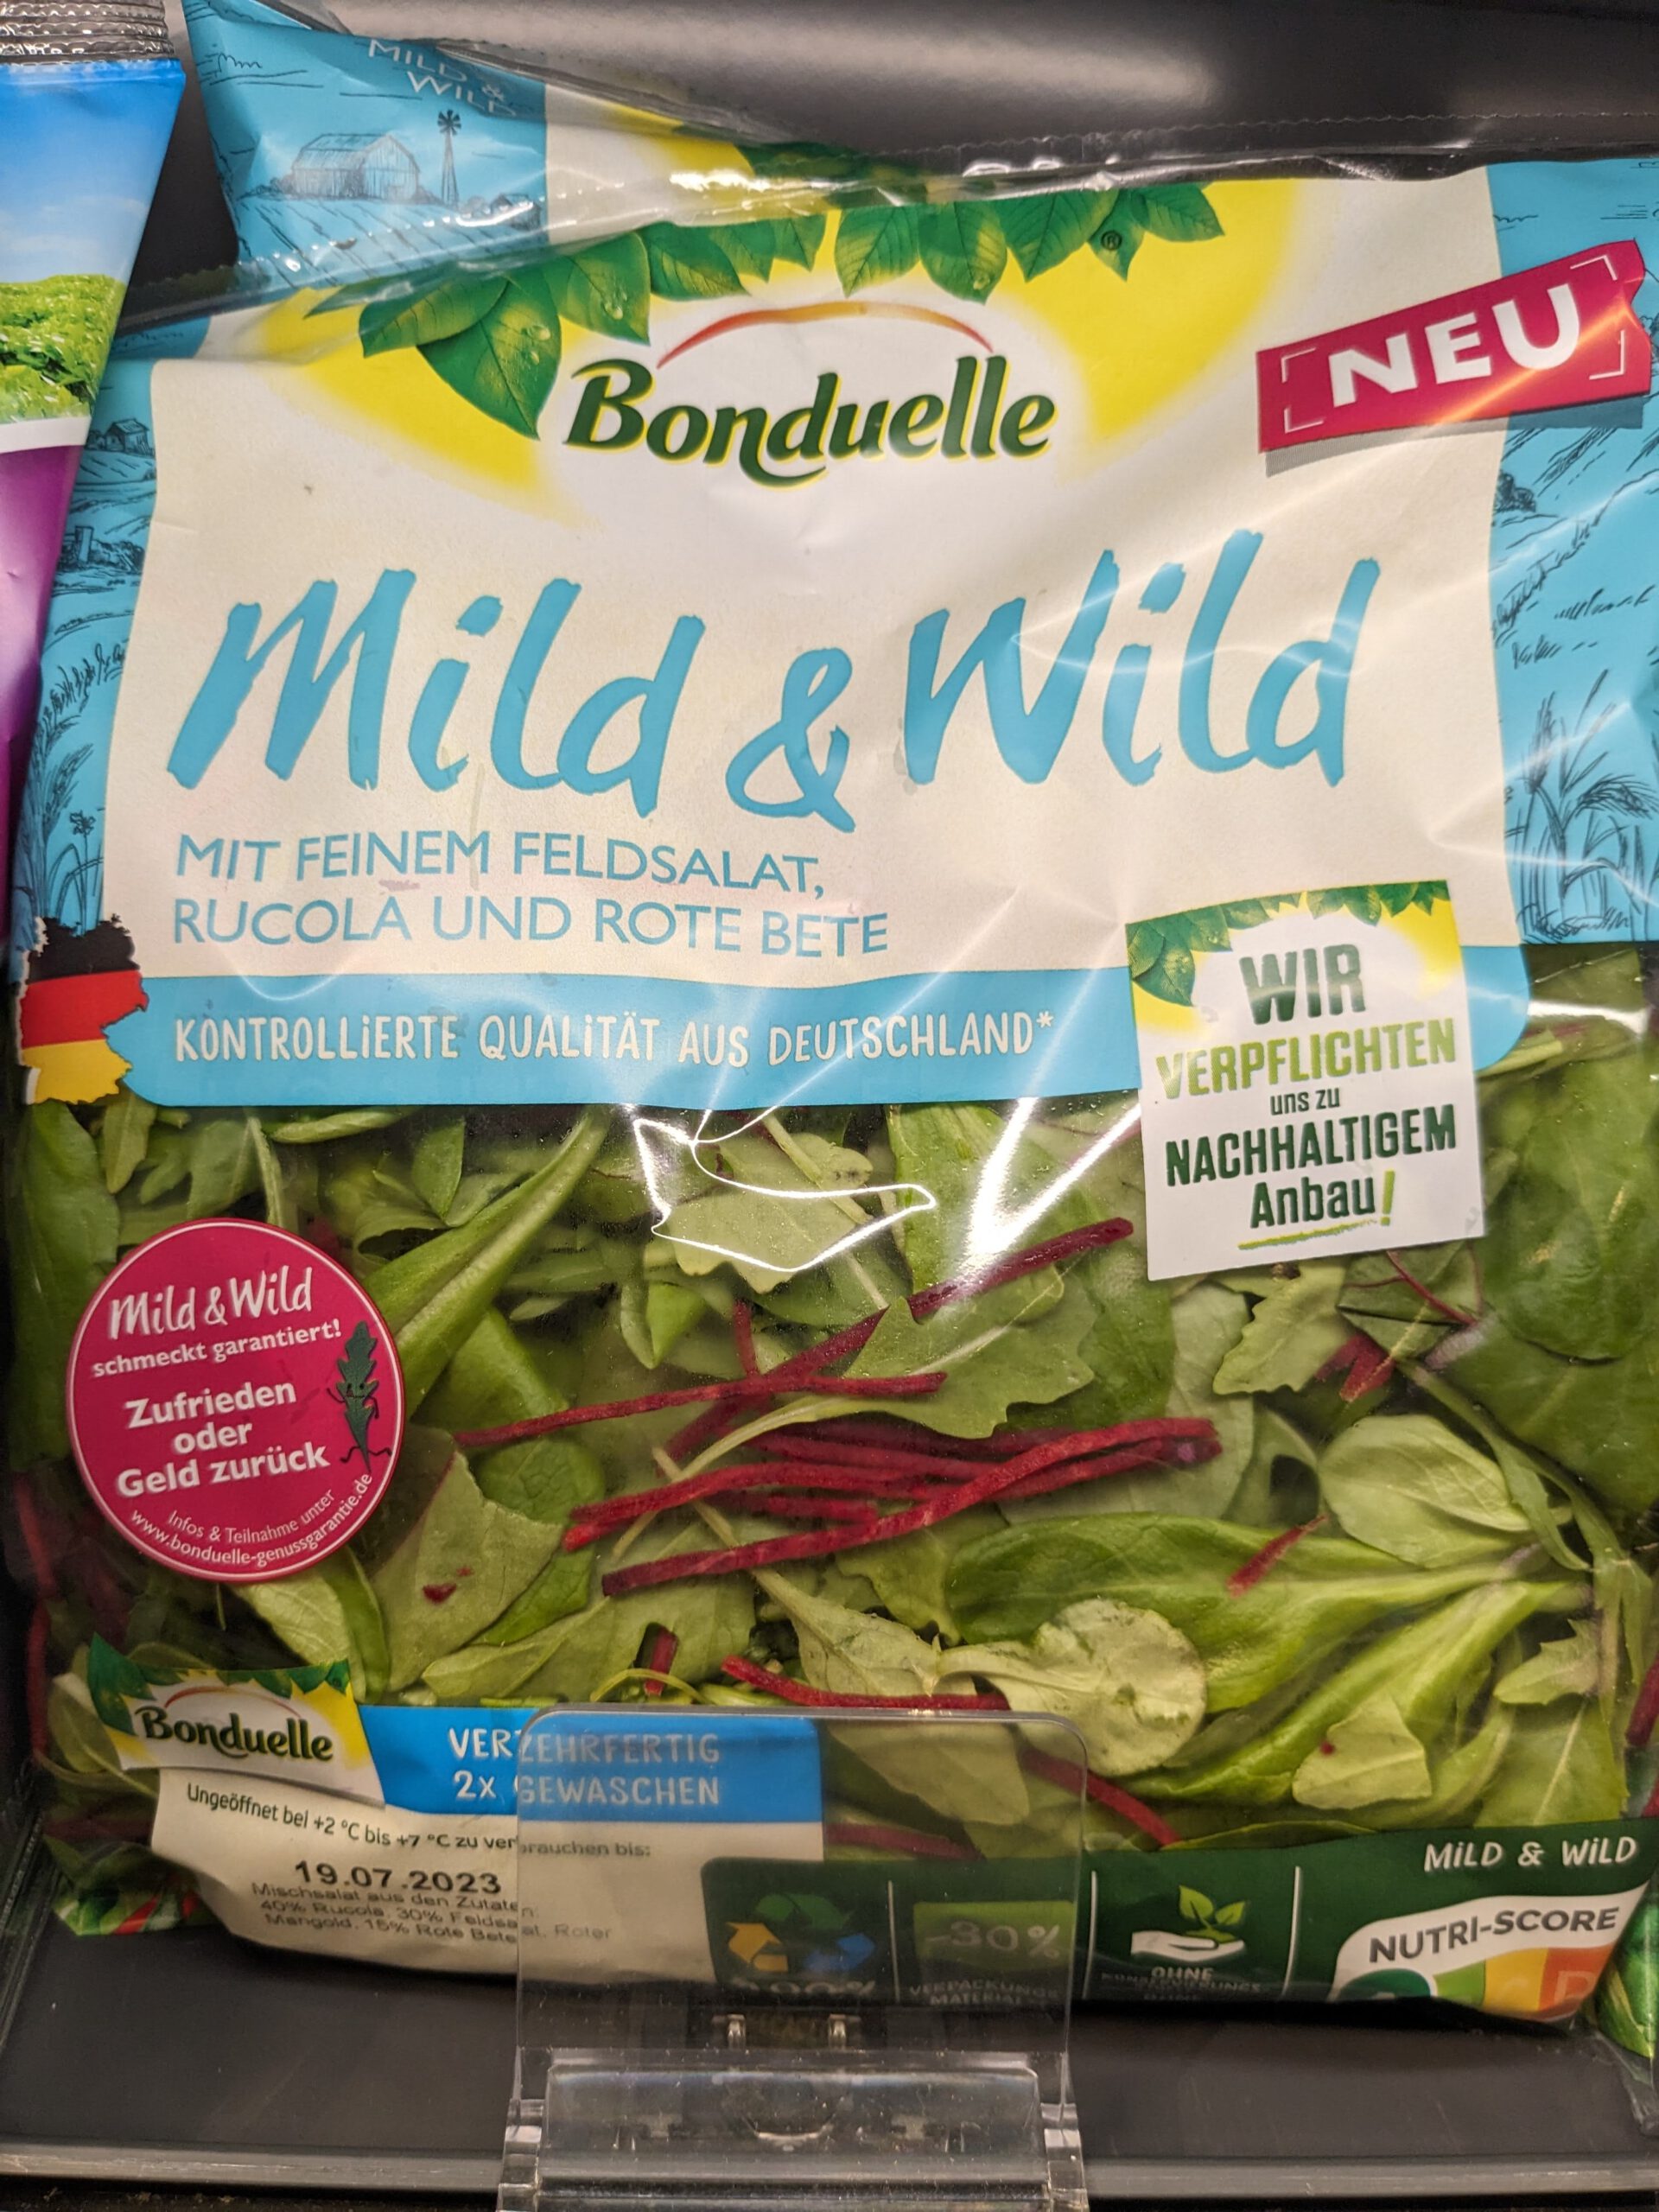 MILD &
WILD
Bonduelle
®
NEU
Mild & Wild
MIT FEINEM FELDSALAT,
RUCOLA UND ROTE BETE
KONTROLLIERTE QUALITÄT AUS DEUTSCHLAND*
WIR
VERPFLICHTEN
uns zu
NACHHALTIGEM
Anbau!
Mild & Wild
schmeckt garantiert!
Zufrieden
oder
Geld zurück
Infos & Teilnahme unter
www.bonduelle-genussgarantie.de
Bonduelle
VERZEHRFERTIG
2X GEWASCHEN
Ungeöffnet bei +2 °C bis +7 °C zu verbrauchen bis:
19.07.2023
Mischsalat aus den Zutaten:
40% Rucola, 30% Feldsalat, Roter
Mangold, 15% Rote Bete
-30%
VERPACKUNGS
MATERIAL
OHNE
MILD & WILD
NUTRI-SCORE